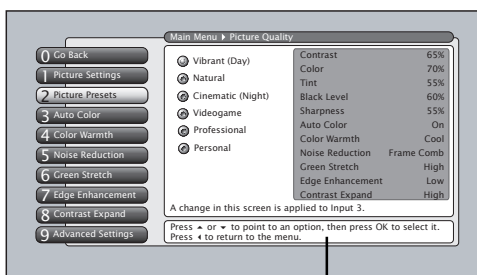 Main Menu ▸ Picture Quality
0 Go Back
1 Picture Settings
2 Picture Presets
3 Auto Color
4 Color Warmth
5 Noise Reduction
6 Green Stretch
7 Edge Enhancement
8 Contrast Expand
9 Advanced Settings
Vibrant (Day)
Natural
Cinematic (Night)
Videogame
Professional
Personal
Contrast 65%
Color 70%
Tint 55%
Black Level 60%
Sharpness 55%
Auto Color On
Color Warmth Cool
Noise Reduction Frame Comb
Green Stretch High
Edge Enhancement Low
Contrast Expand High
A change in this screen is applied to Input 3.
Press ▴ or ▾ to point to an option, then press OK to select it.
Press ◂ to return to the menu.